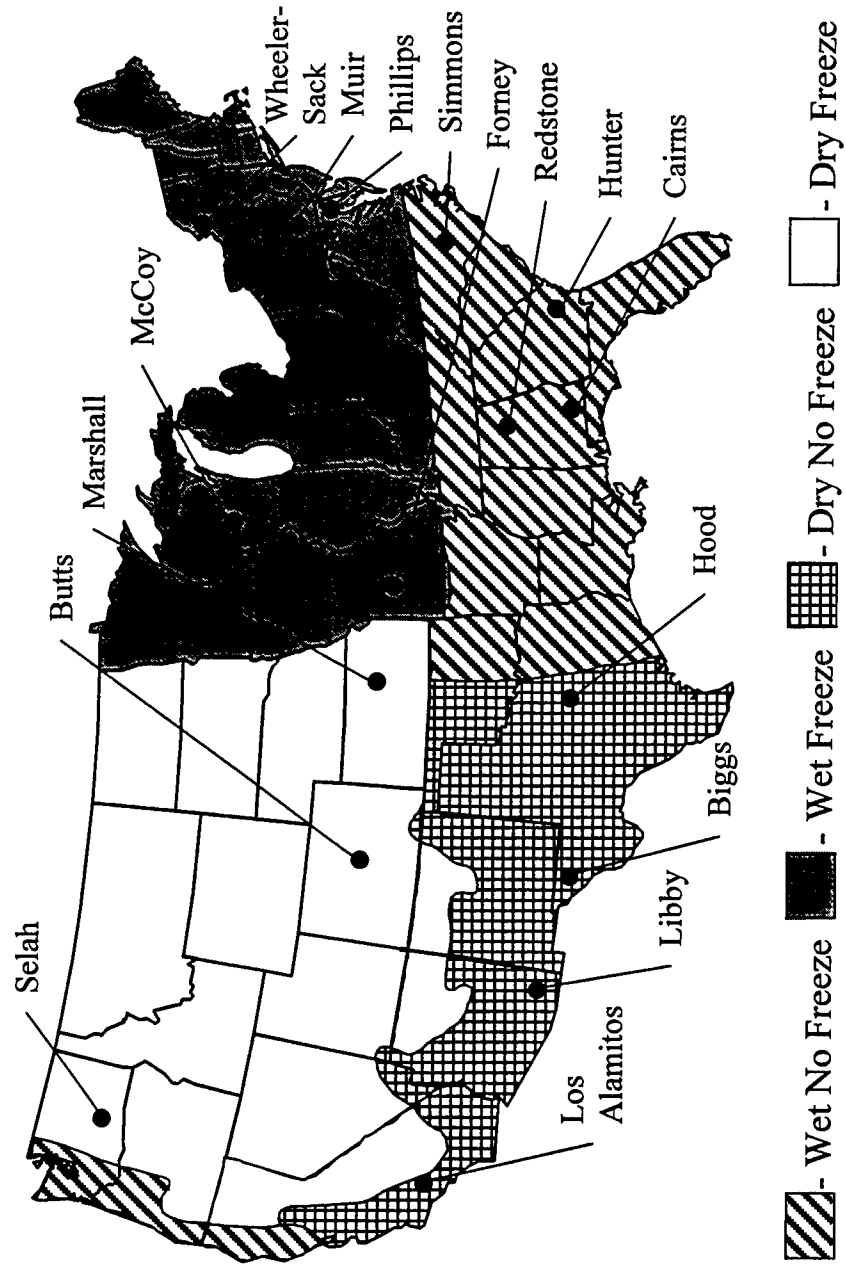 Selah
Butts
Marshall
McCoy
Wheeler-
Sack
Muir
Phillips
Simmons
Forney
Redstone
Hunter
Cairns
Hood
Biggs
Libby
Los
Alamitos
- Wet No Freeze
- Wet Freeze
- Dry No Freeze
- Dry Freeze